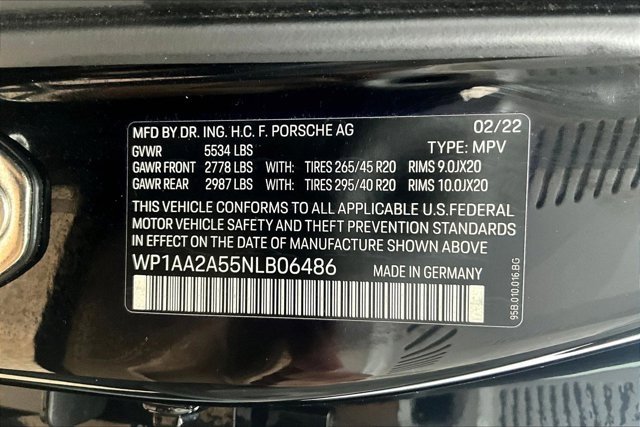 MFD BY DR. ING. H.C. F. PORSCHE AG 02/22
GVWR 5534 LBS TYPE: MPV
GAWR FRONT 2778 LBS WITH: TIRES 265/45 R20 RIMS 9.0JX20
GAWR REAR 2987 LBS WITH: TIRES 295/40 R20 RIMS 10.0JX20
THIS VEHICLE CONFORMS TO ALL APPLICABLE U.S.FEDERAL
MOTOR VEHICLE SAFETY AND THEFT PREVENTION STANDARDS
IN EFFECT ON THE DATE OF MANUFACTURE SHOWN ABOVE
WP1AA2A55NLB06486 MADE IN GERMANY
95B.010.016.BG